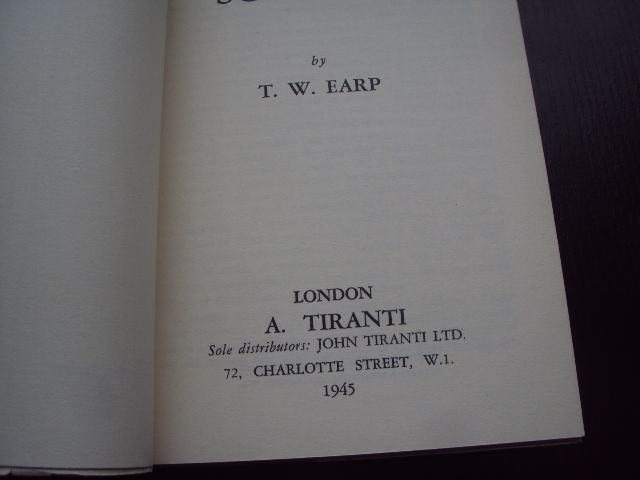 by
T. W. EARP
LONDON
A. TIRANTI
Sole distributors: JOHN TIRANTI LTD.
72, CHARLOTTE STREET, W.1.
1945